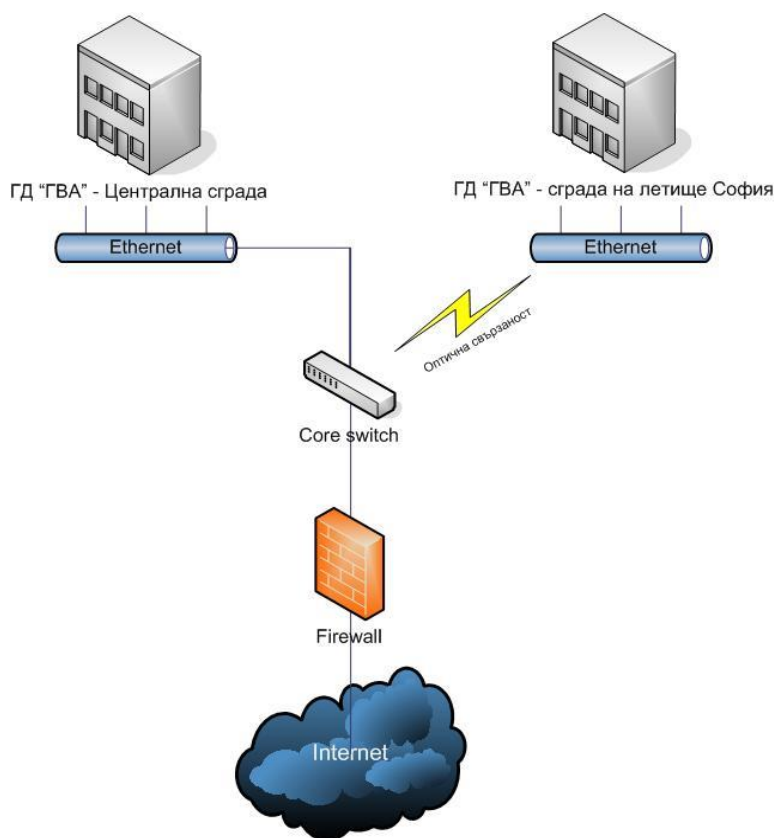 ГД "ГВА" - Централна сграда
ГД "ГВА" - сграда на летище София
Ethernet
Ethernet
Оптична свързаност
Core switch
Firewall
Internet